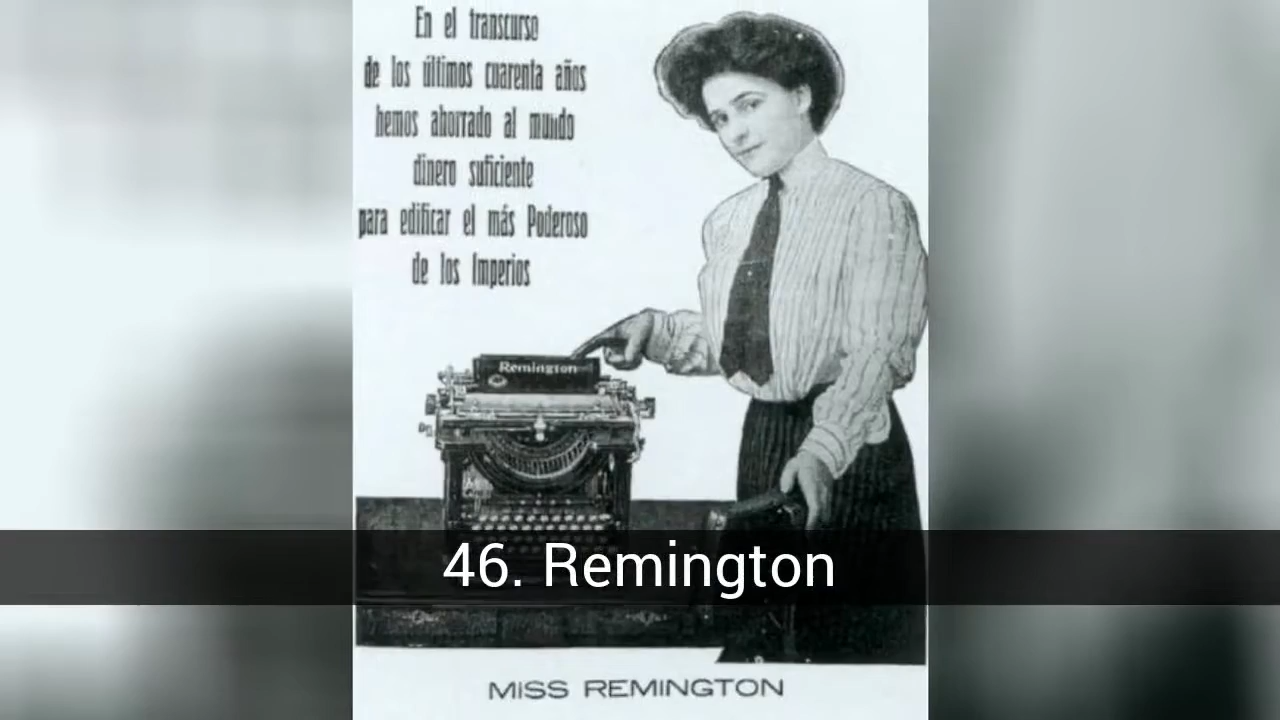 En el transcurso
de los últimos cuarenta años
hemos ahorrado al mundo
dinero suficiente
para edificar el más Poderoso
de los Imperios
Remington
46. Remington
MISS REMINGTON